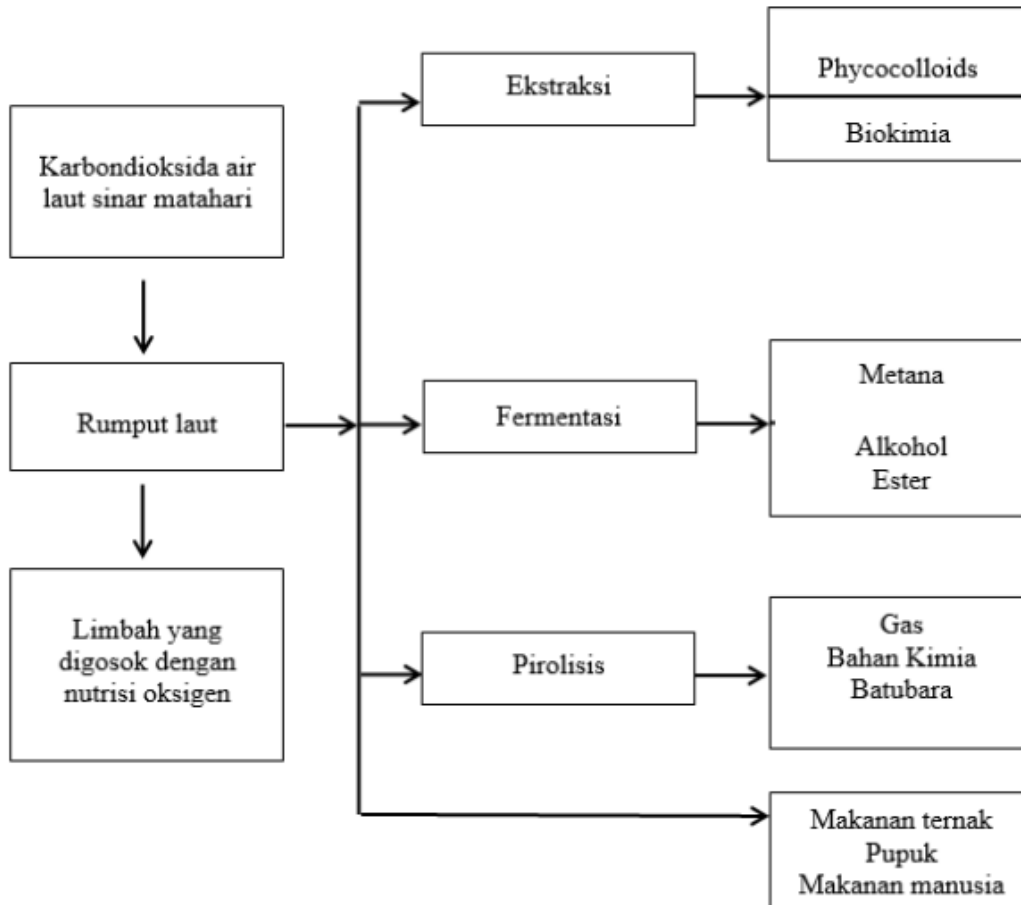 Karbondioksida air
laut sinar matahari
Rumput laut
Limbah yang
digosok dengan
nutrisi oksigen
Ekstraksi
Phycocolloids
Biokimia
Fermentasi
Metana
Alkohol
Ester
Pirolisis
Gas
Bahan Kimia
Batubara
Makanan ternak
Pupuk
Makanan manusia